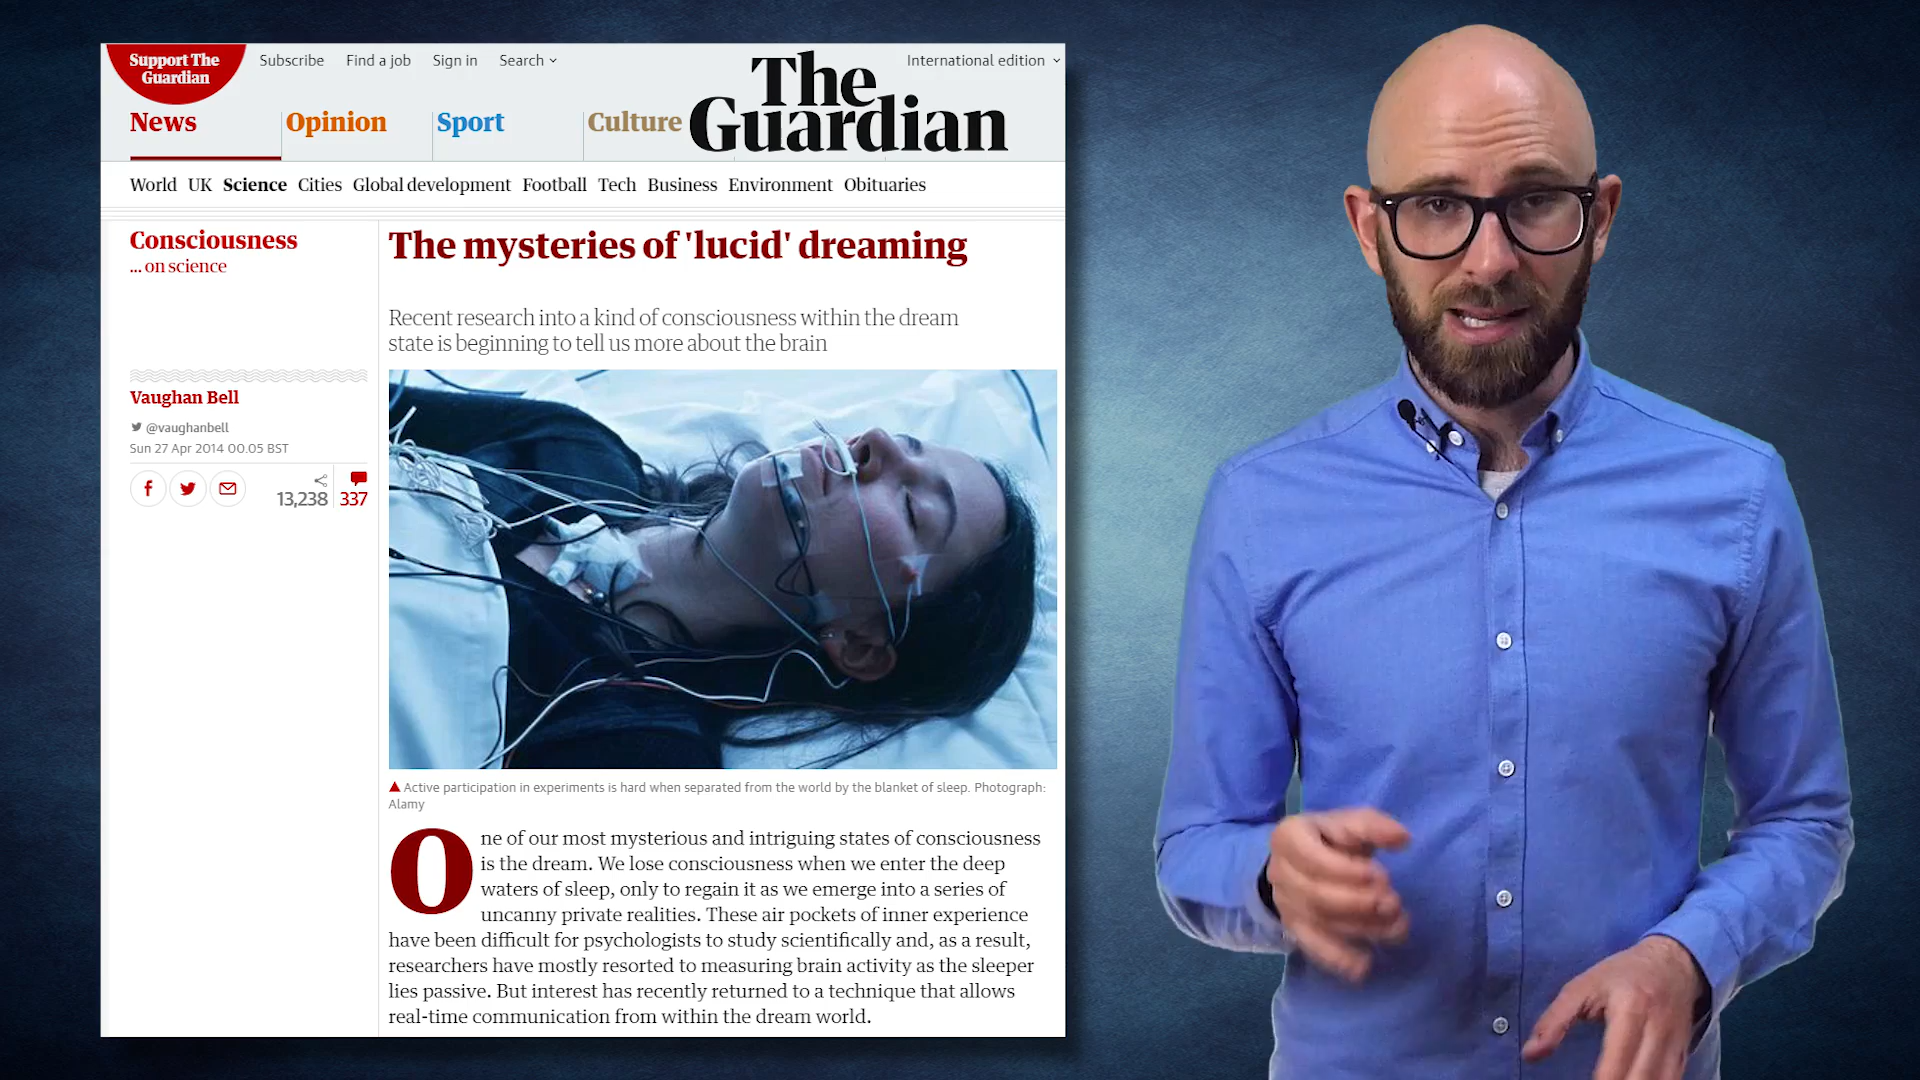 Support The
Guardian
Subscribe Find a job Sign in Search
International edition
The
Guardian
News Opinion Sport Culture
World UK Science Cities Global development Football Tech Business Environment Obituaries
Consciousness
... on science
The mysteries of 'lucid' dreaming
Recent research into a kind of consciousness within the dream
state is beginning to tell us more about the brain
Vaughan Bell
@vaughanbell
Sun 27 Apr 2014 00.05 BST
13,238 337
Active participation in experiments is hard when separated from the world by the blanket of sleep. Photograph:
Alamy
One of our most mysterious and intriguing states of consciousness
is the dream. We lose consciousness when we enter the deep
waters of sleep, only to regain it as we emerge into a series of
uncanny private realities. These air pockets of inner experience
have been difficult for psychologists to study scientifically and, as a result,
researchers have mostly resorted to measuring brain activity as the sleeper
lies passive. But interest has recently returned to a technique that allows
real-time communication from within the dream world.